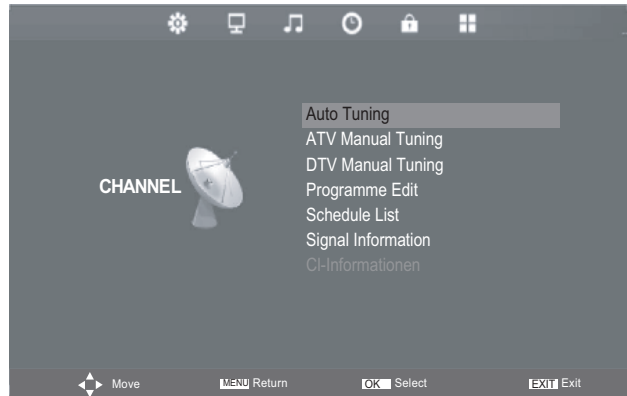 Auto Tuning
ATV Manual Tuning
DTV Manual Tuning
CHANNEL
Programme Edit
Schedule List
Signal Information
CI-Informationen
Move MENU Return OK Select EXIT Exit